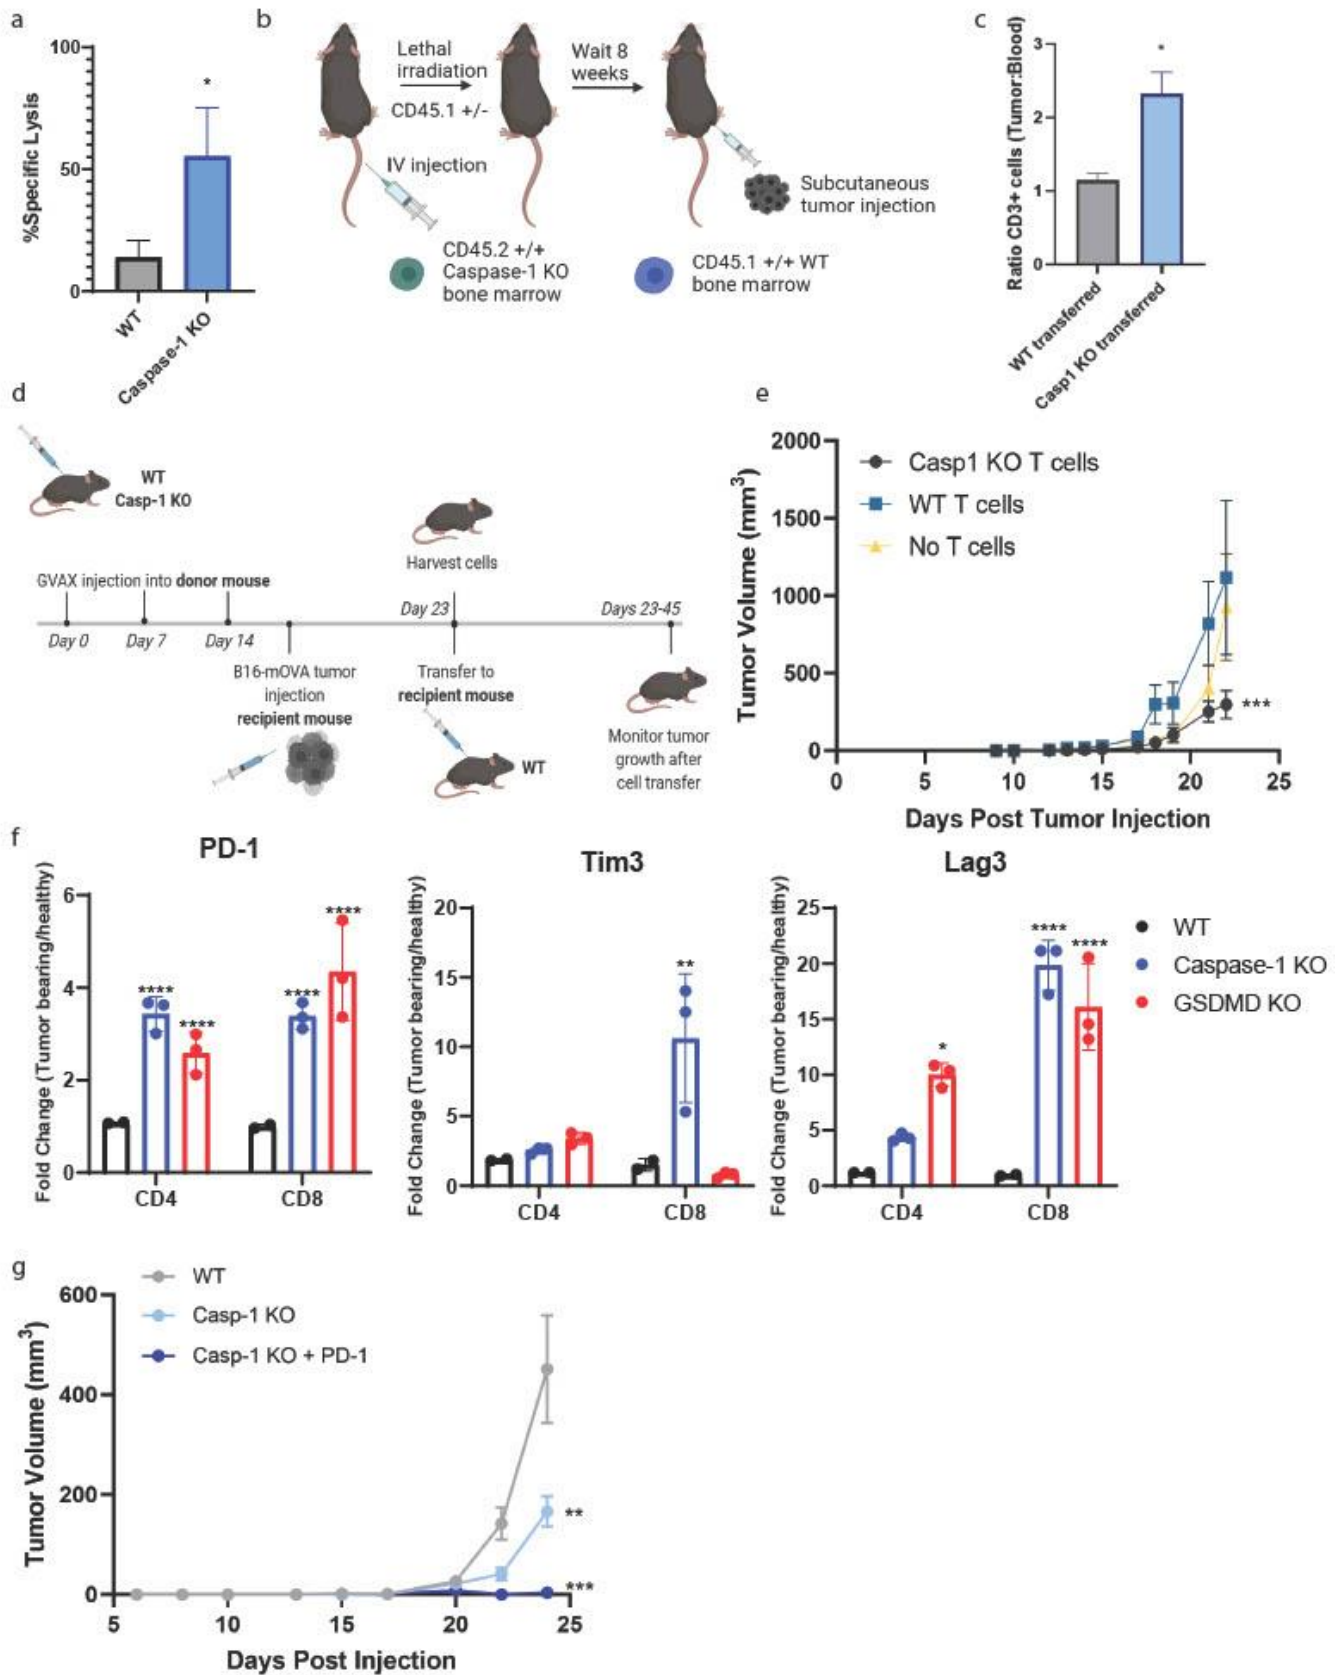 a
100
50
0
%Specific Lysis
*
WT
Caspase-1 KO
b
Lethal
irradiation
CD45.1 +/-
Wait 8
weeks
IV injection
Subcutaneous
tumor injection
CD45.2 +/+
Caspase-1 KO
bone marrow
CD45.1 +/+ WT
bone marrow
c
3
2
1
0
Ratio CD3+ cells (Tumor:Blood)
*
WT transferred
Casp1 KO transferred
d
WT
Casp-1 KO
GVAX injection into donor mouse
Day 0
Day 7
Day 14
B16-mOVA tumor
injection
recipient mouse
Harvest cells
Day 23
Transfer to
recipient mouse
WT
Days 23-45
Monitor tumor
growth after
cell transfer
e
2000
1500
1000
500
0
Tumor Volume (mm3)
Casp1 KO T cells
WT T cells
No T cells
***
0 5 10 15 20 25
Days Post Tumor Injection
f
PD-1
Fold Change (Tumor bearing/healthy)
6
4
2
0
****
****
****
****
CD4 CD8
Tim3
Fold Change (Tumor bearing/healthy)
20
15
10
5
0
**
CD4 CD8
Lag3
Fold Change (Tumor bearing/healthy)
25
20
15
10
5
0
*
****
****
CD4 CD8
WT
Caspase-1 KO
GSDMD KO
g
WT
Casp-1 KO
Casp-1 KO + PD-1
600
400
200
0
Tumor Volume (mm3)
**
***
5 10 15 20 25
Days Post Injection